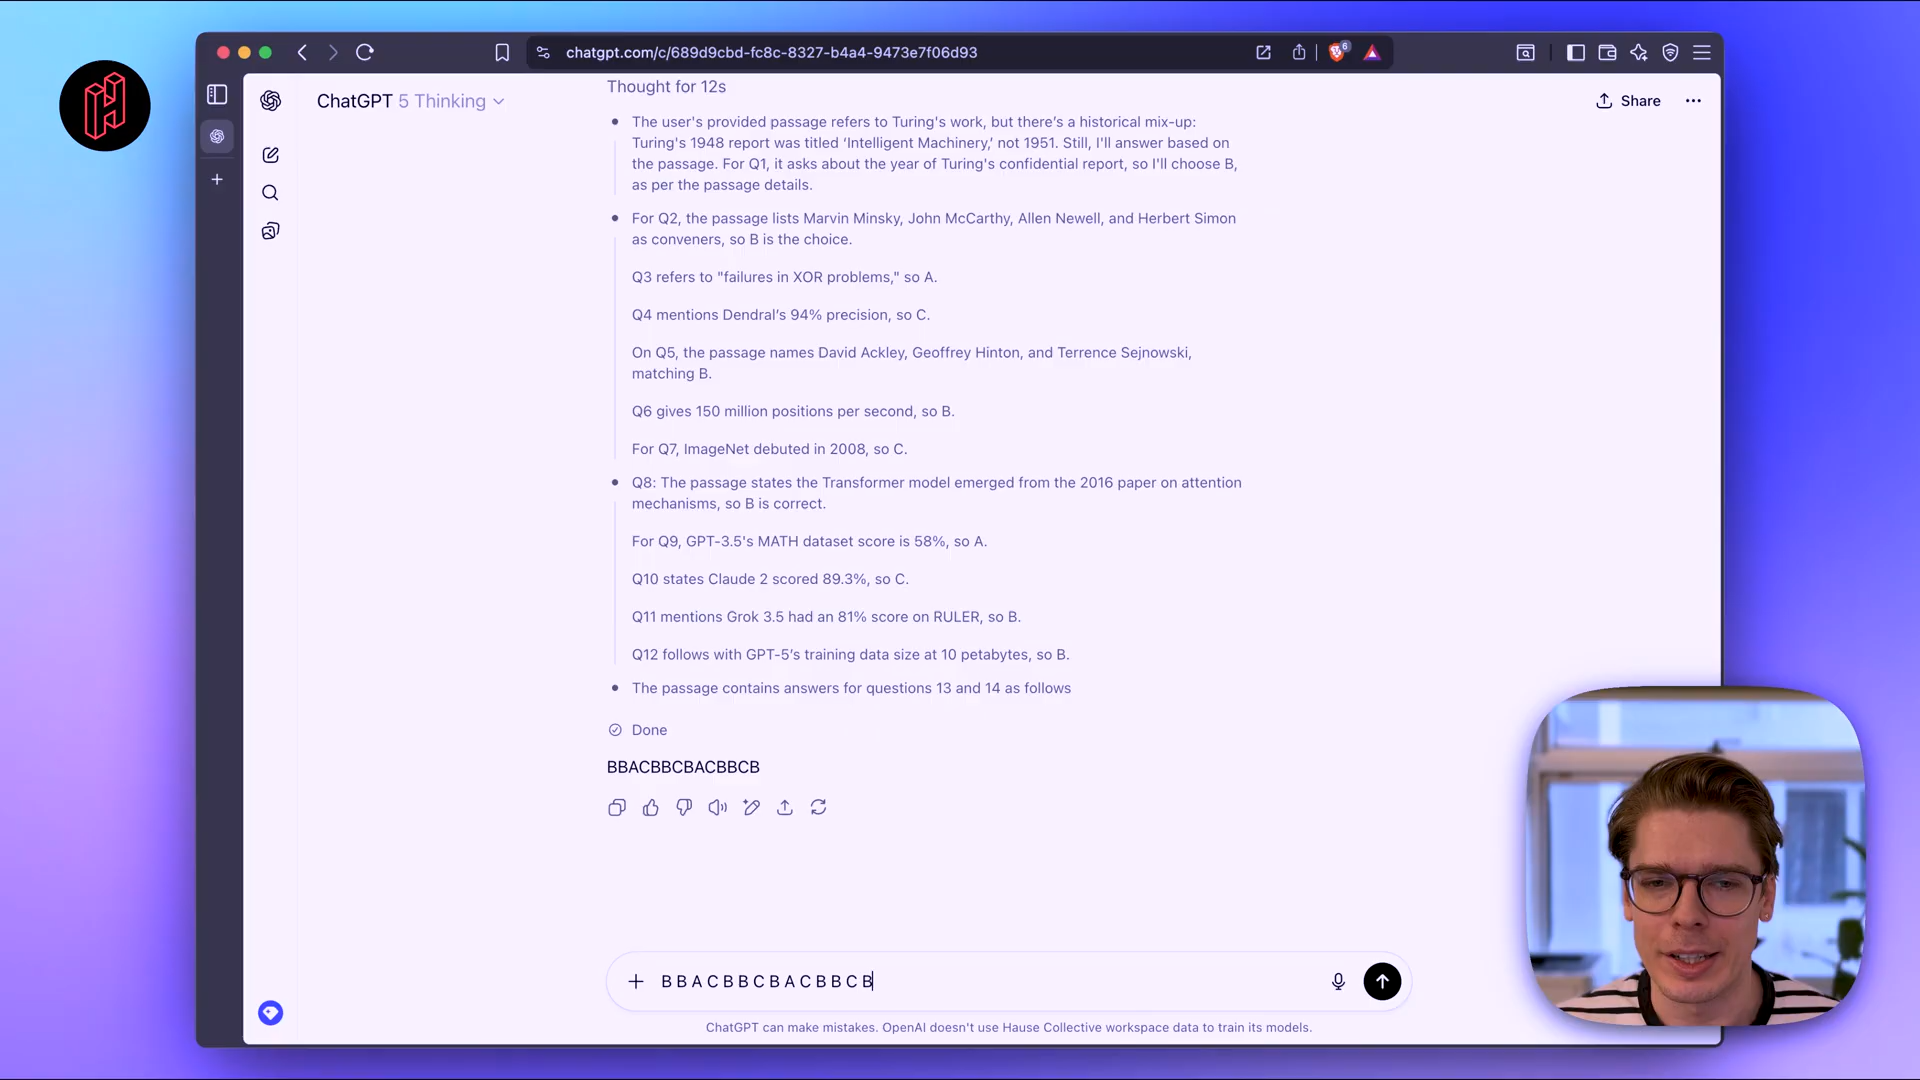 chatgpt.com/c/689d9cbd-fc8c-8327-b4a4-9473e7f06d93
6
ChatGPT 5 Thinking
Share
Thought for 12s
The user's provided passage refers to Turing's work, but there’s a historical mix-up:
Turing's 1948 report was titled ‘Intelligent Machinery,’ not 1951. Still, I'll answer based on
the passage. For Q1, it asks about the year of Turing's confidential report, so I'll choose B,
as per the passage details.
For Q2, the passage lists Marvin Minsky, John McCarthy, Allen Newell, and Herbert Simon
as conveners, so B is the choice.
Q3 refers to "failures in XOR problems," so A.
Q4 mentions Dendral’s 94% precision, so C.
On Q5, the passage names David Ackley, Geoffrey Hinton, and Terrence Sejnowski,
matching B.
Q6 gives 150 million positions per second, so B.
For Q7, ImageNet debuted in 2008, so C.
Q8: The passage states the Transformer model emerged from the 2016 paper on attention
mechanisms, so B is correct.
For Q9, GPT-3.5's MATH dataset score is 58%, so A.
Q10 states Claude 2 scored 89.3%, so C.
Q11 mentions Grok 3.5 had an 81% score on RULER, so B.
Q12 follows with GPT-5’s training data size at 10 petabytes, so B.
The passage contains answers for questions 13 and 14 as follows
Done
BBACBBCBACBBCB
B B A C B B C B A C B B C B
ChatGPT can make mistakes. OpenAI doesn't use Hause Collective workspace data to train its models.